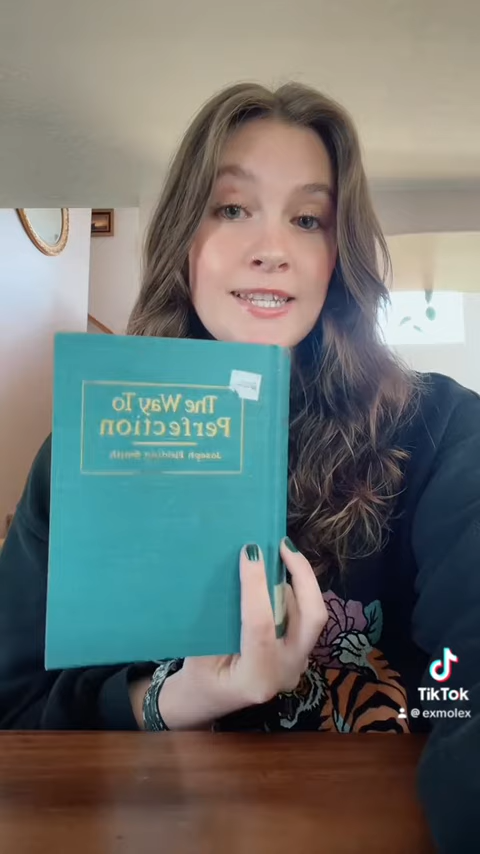 The Way To
Perfection
Joseph Fielding Smith
TikTok
@ exmolex